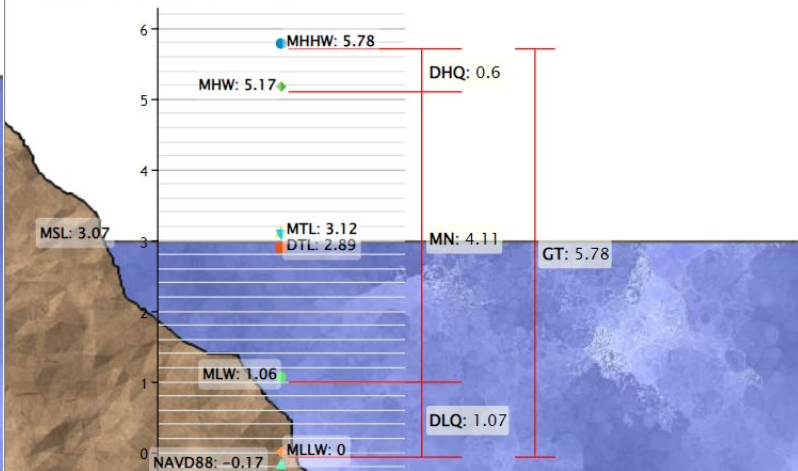 6
MHHW: 5.78
DHQ: 0.6
MHW: 5.17
5
4
MSL: 3.07
MTL: 3.12
3
DTL: 2.89
MN: 4.11
GT: 5.78
2
MLW: 1.06
1
DLQ: 1.07
0
MLLW: 0
NAVD88: −0.17